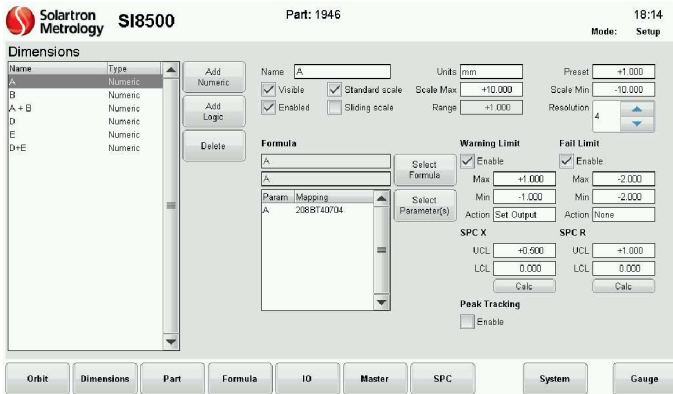 Solartron
Metrology
SI8500
Part: 1946
18:14
Mode: Setup
Dimensions
Name Type
A Numeric
B Numeric
A + B Numeric
D Numeric
E Numeric
D+E Numeric
Add
Numeric
Add
Logic
Delete
Name A
Visible Standard scale
Enabled Sliding scale
Units mm
Scale Max +10.000
Range +1.000
Preset +1.000
Scale Min -10.000
Resolution 4
Formula
A
A
Select
Formula
Param Mapping
A 208BT40704
Select
Parameter(s)
Warning Limit
Enable
Max +1.000
Min -1.000
Action Set Output
Fail Limit
Enable
Max -2.000
Min -2.000
Action None
SPC X
UCL +0.500
LCL 0.000
Calc
SPC R
UCL +1.000
LCL 0.000
Calc
Peak Tracking
Enable
Orbit Dimensions Part Formula IO Master SPC System Gauge